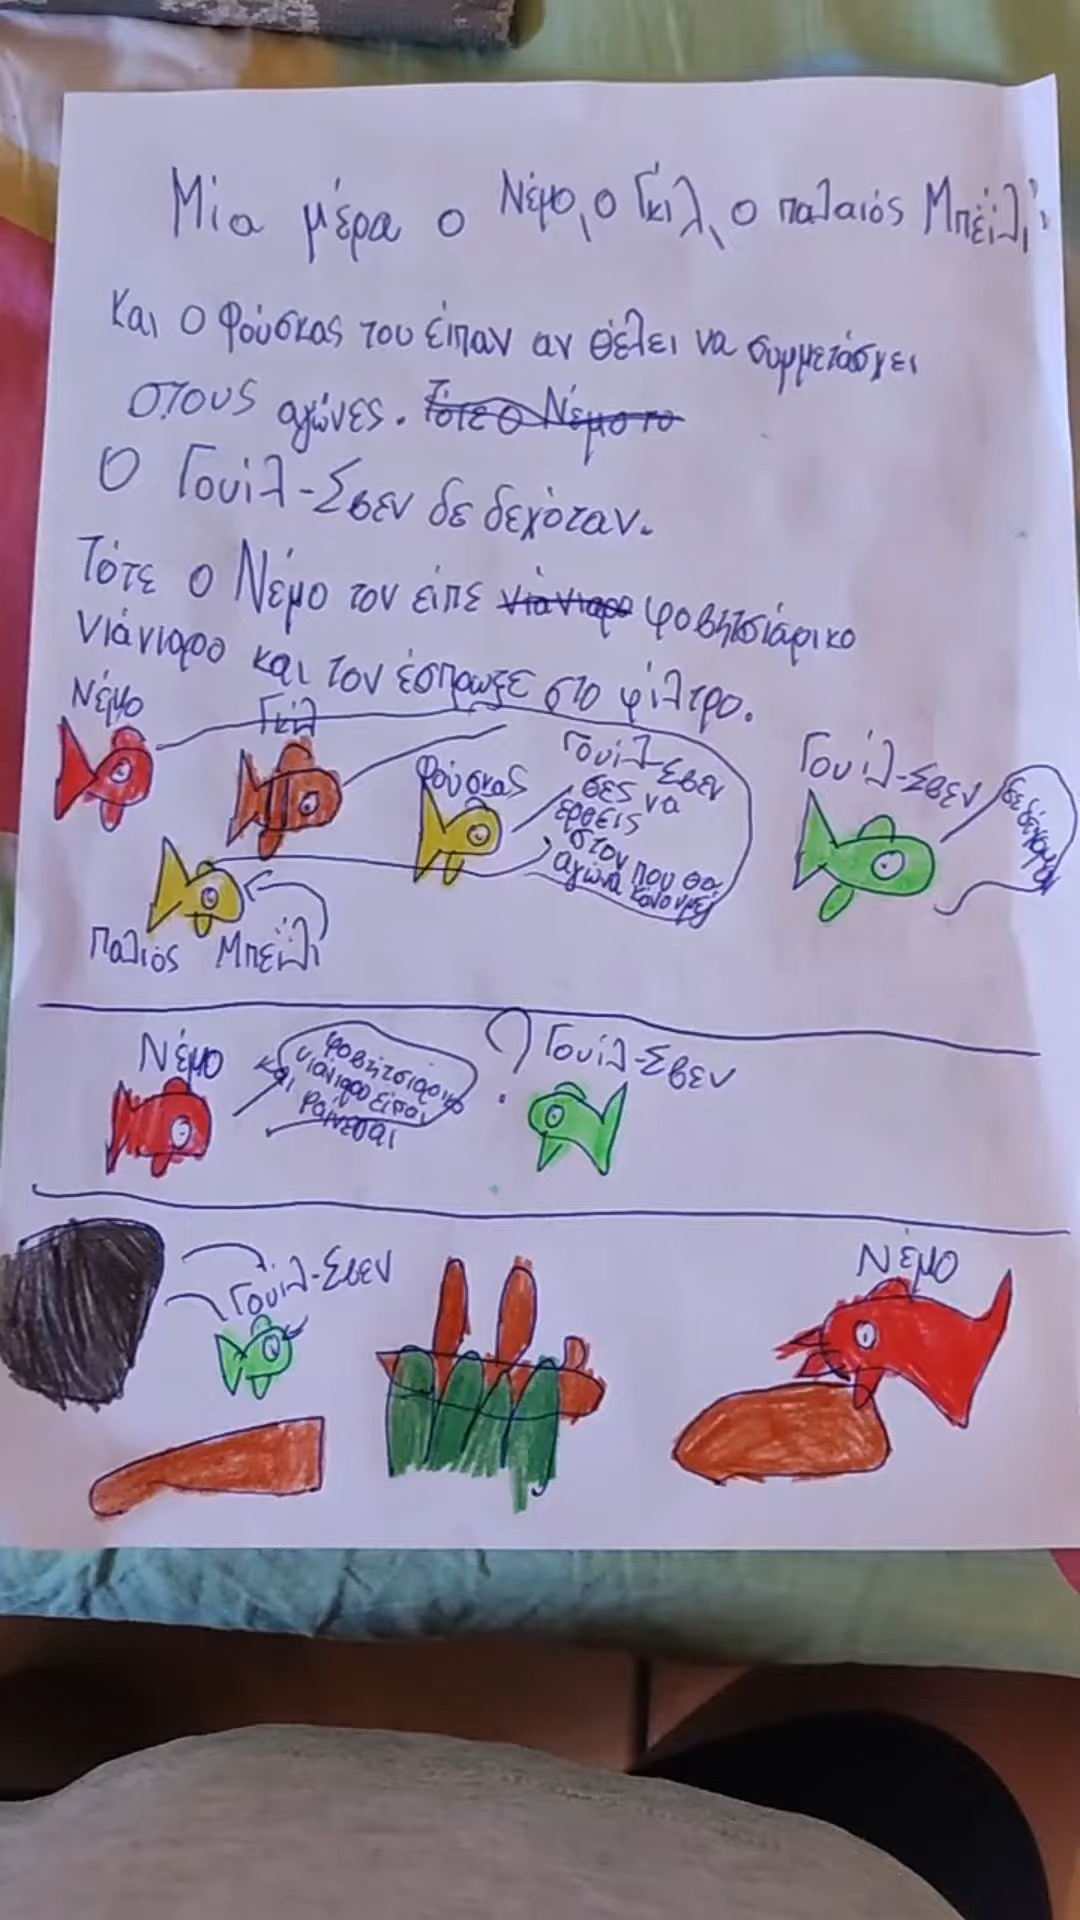 Μία μέρα ο Νέμο, ο Γκιλ, ο παλαιός Μπέϊλι
και ο Φούσκας του είπαν αν θέλει να συμμετάσχει
στους αγώνες. Τότε ο Νέμο το
Ο Γουίλ-Σβεν δε δεχόταν.
Τότε ο Νέμο τον είπε νιάνιαρο φοβητσιάρικο
νιάνιαρο και τον έσπρωξε στο φίλτρο.
Νέμο
Γκιλ
Φούσκας
Γουίλ-Σβεν
σες να
έρθεις
στον που θα
αγώνα κάνουμε
Γουίλ-Σβεν
Παλιός Μπεϊλι
Νέμο
φοβητσιάρικο
νιάνιαρο είσαι
και φαίνεσαι
Γουίλ-Σβεν
Γουίλ-Σβεν
Νέμο